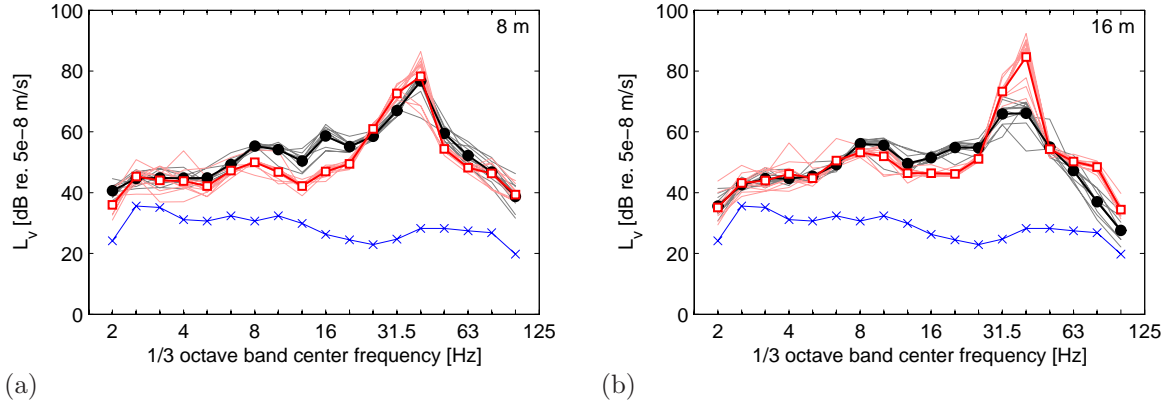 100
80
60
40
20
0
L_v [dB re. 5e−8 m/s]
8 m
2 4 8 16 31.5 63 125
1/3 octave band center frequency [Hz]
(a)
100
80
60
40
20
0
L_v [dB re. 5e−8 m/s]
16 m
2 4 8 16 31.5 63 125
1/3 octave band center frequency [Hz]
(b)